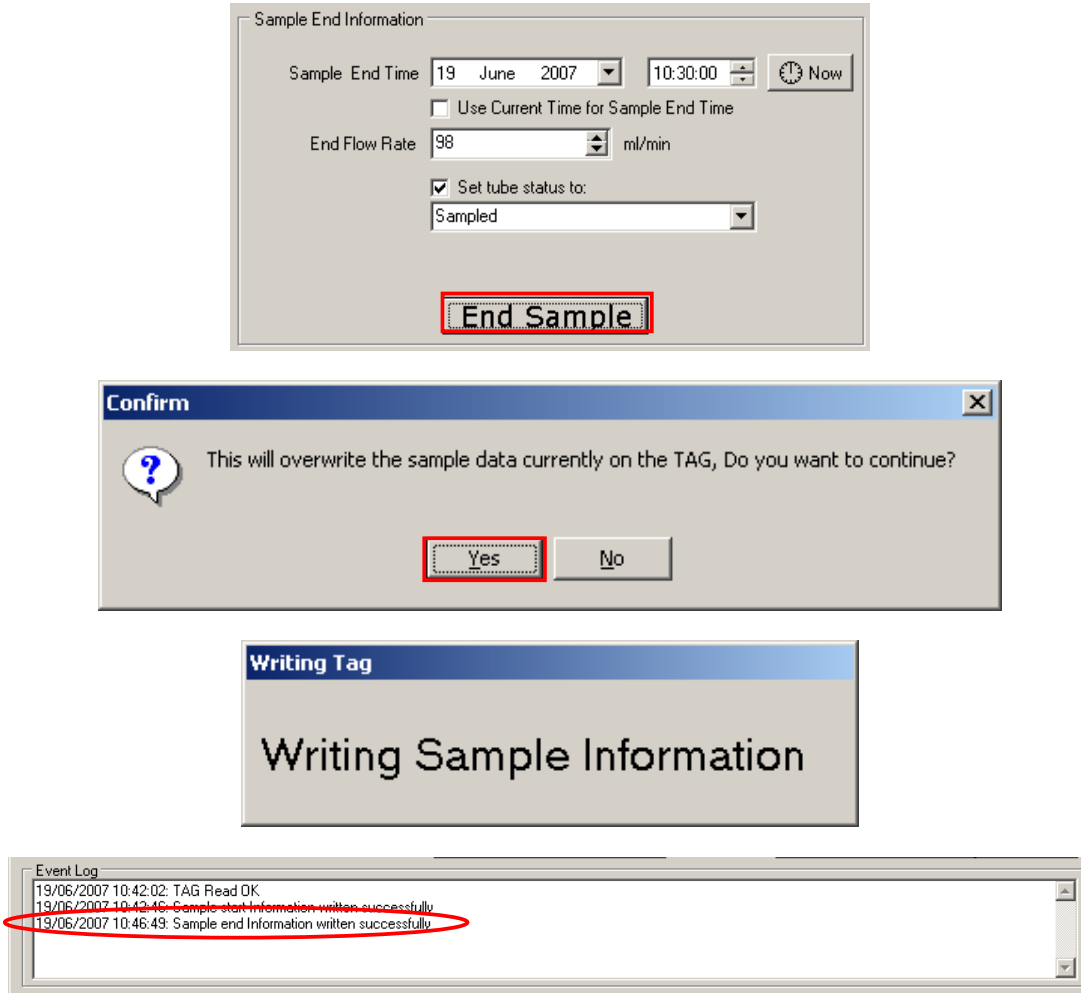 Sample End Information
Sample End Time 19 June 2007 10:30:00 Now
Use Current Time for Sample End Time
End Flow Rate 98 ml/min
Set tube status to:
Sampled
End Sample
Confirm
This will overwrite the sample data currently on the TAG, Do you want to continue?
Yes No
Writing Tag
Writing Sample Information
Event Log
19/06/2007 10:42:02: TAG Read OK
19/06/2007 10:42:46: Sample start Information written successfully
19/06/2007 10:46:49: Sample end Information written successfully